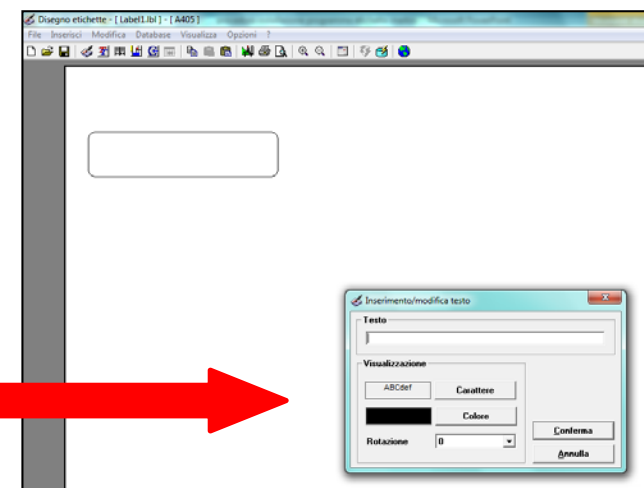 Disegno etichette - [ Label1.lbl ] - [ A405 ]
File Inserisci Modifica Database Visualizza Opzioni ?
Inserimento/modifica testo
Testo
Visualizzazione
ABCdef Carattere
Colore
Rotazione 0
Conferma
Annulla